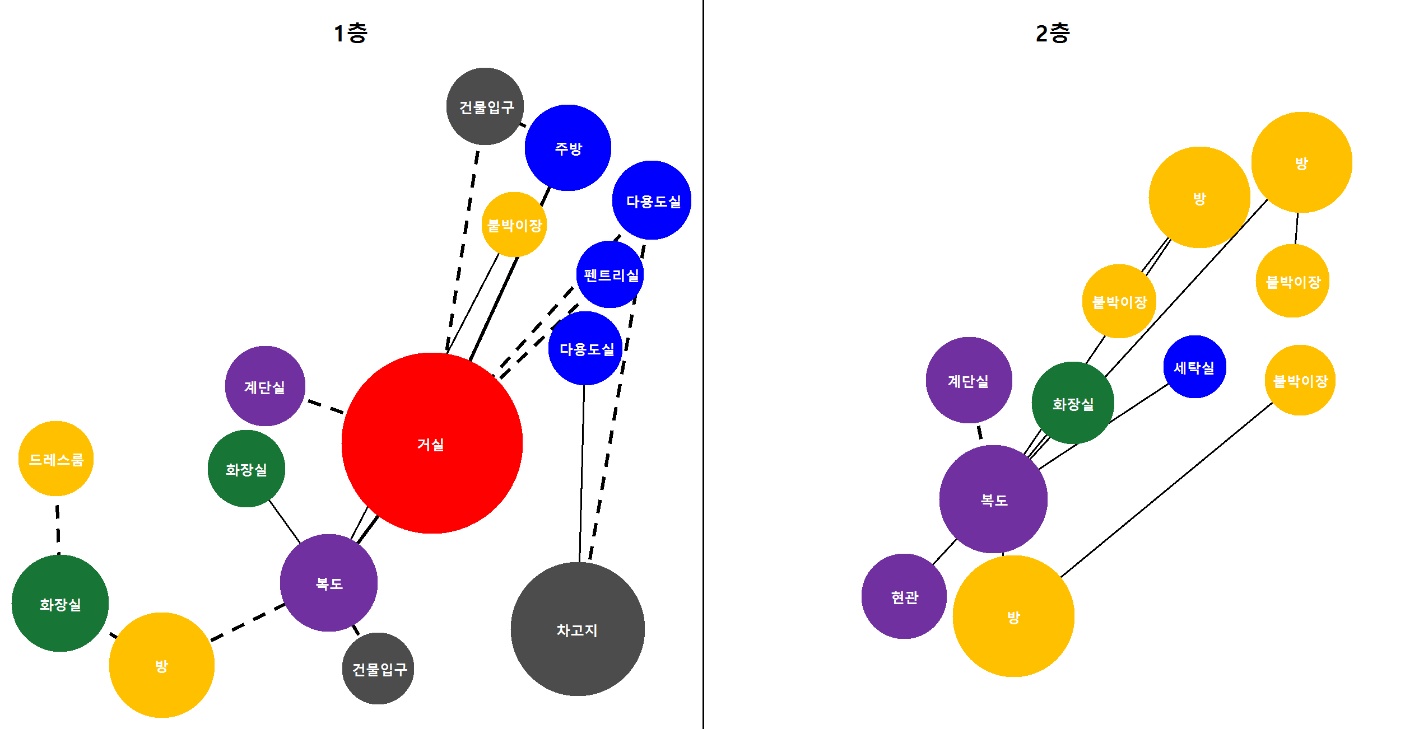 1층
건물입구
주방
다용도실
붙박이장
펜트리실
다용도실
계단실
거실
드레스룸
화장실
복도
화장실
차고지
방
건물입구
2층
방
방
붙박이장
붙박이장
세탁실
계단실
붙박이장
화장실
복도
현관
방